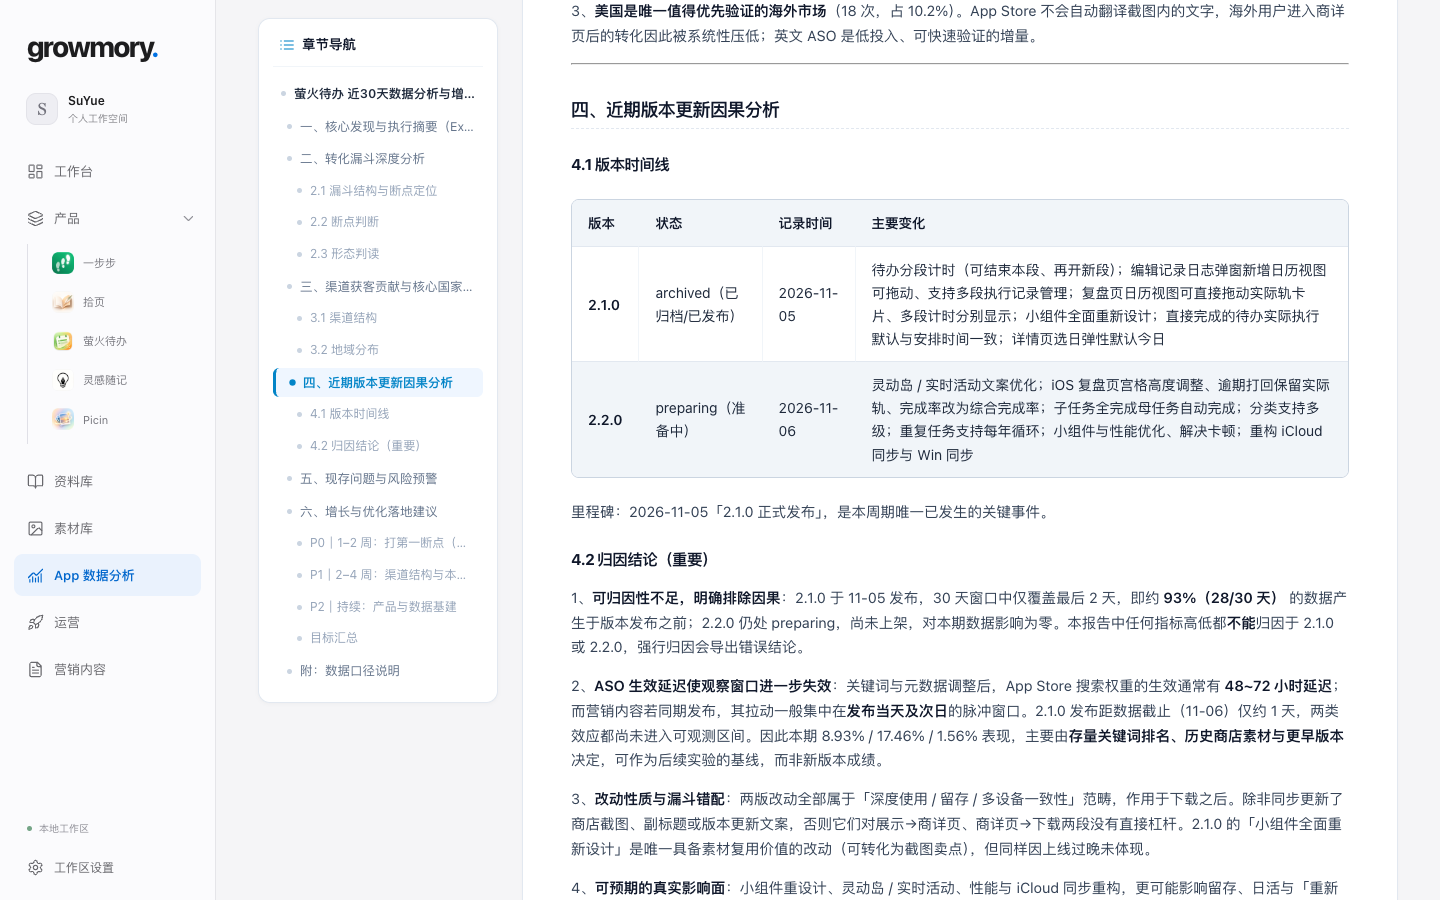 growmory.
S
SuYue
个人工作空间
工作台
产品
一步步
拾页
萤火待办
灵感随记
Picin
资料库
素材库
App 数据分析
运营
营销内容
本地工作区
工作区设置
章节导航
萤火待办 近30天数据分析与增...
一、核心发现与执行摘要（Ex...
二、转化漏斗深度分析
2.1 漏斗结构与断点定位
2.2 断点判断
2.3 形态判读
三、渠道获客贡献与核心国家...
3.1 渠道结构
3.2 地域分布
四、近期版本更新因果分析
4.1 版本时间线
4.2 归因结论（重要）
五、现存问题与风险预警
六、增长与优化落地建议
P0｜1–2 周：打第一断点（...
P1｜2–4 周：渠道结构与本...
P2｜持续：产品与数据基建
目标汇总
附：数据口径说明
3、美国是唯一值得优先验证的海外市场（18 次，占 10.2%）。App Store 不会自动翻译截图内的文字，海外用户进入商详
页后的转化因此被系统性压低；英文 ASO 是低投入、可快速验证的增量。
四、近期版本更新因果分析
4.1 版本时间线
版本 状态 记录时间 主要变化
2.1.0
archived（已
归档/已发布）
2026-11-
05
待办分段计时（可结束本段、再开新段）；编辑记录日志弹窗新增日历视图
可拖动、支持多段执行记录管理；复盘页日历视图可直接拖动实际轨卡
片、多段计时分别显示；小组件全面重新设计；直接完成的待办实际执行
默认与安排时间一致；详情页选日弹性默认今日
2.2.0
preparing（准
备中）
2026-11-
06
灵动岛 / 实时活动文案优化；iOS 复盘页宫格高度调整、逾期打回保留实际
轨、完成率改为综合完成率；子任务全完成母任务自动完成；分类支持多
级；重复任务支持每年循环；小组件与性能优化、解决卡顿；重构 iCloud
同步与 Win 同步
里程碑：2026-11-05「2.1.0 正式发布」，是本周期唯一已发生的关键事件。
4.2 归因结论（重要）
1、可归因性不足，明确排除因果：2.1.0 于 11-05 发布，30 天窗口中仅覆盖最后 2 天，即约 93%（28/30 天） 的数据产
生于版本发布之前；2.2.0 仍处 preparing，尚未上架，对本期数据影响为零。本报告中任何指标高低都不能归因于 2.1.0
或 2.2.0，强行归因会导出错误结论。
2、ASO 生效延迟使观察窗口进一步失效：关键词与元数据调整后，App Store 搜索权重的生效通常有 48~72 小时延迟；
而营销内容若同期发布，其拉动一般集中在发布当天及次日的脉冲窗口。2.1.0 发布距数据截止（11-06）仅约 1 天，两类
效应都尚未进入可观测区间。因此本期 8.93% / 17.46% / 1.56% 表现，主要由存量关键词排名、历史商店素材与更早版本
决定，可作为后续实验的基线，而非新版本成绩。
3、改动性质与漏斗错配：两版改动全部属于「深度使用 / 留存 / 多设备一致性」范畴，作用于下载之后。除非同步更新了
商店截图、副标题或版本更新文案，否则它们对展示→商详页、商详页→下载两段没有直接杠杆。2.1.0 的「小组件全面重
新设计」是唯一具备素材复用价值的改动（可转化为截图卖点），但同样因上线过晚未体现。
4、可预期的真实影响面：小组件重设计、灵动岛 / 实时活动、性能与 iCloud 同步重构，更可能影响留存、日活与「重新